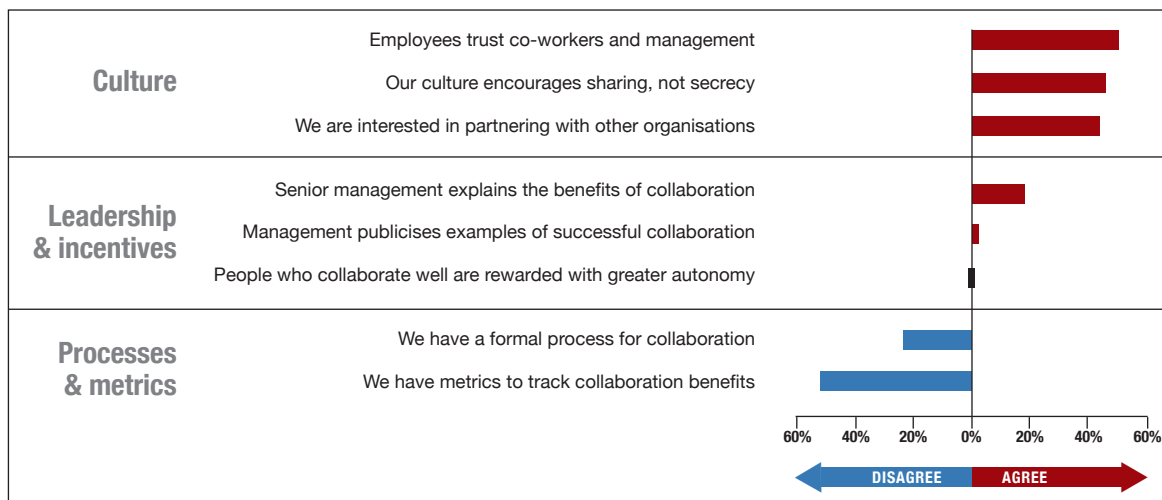 Culture
Employees trust co-workers and management
Our culture encourages sharing, not secrecy
We are interested in partnering with other organisations
Leadership
& incentives
Senior management explains the benefits of collaboration
Management publicises examples of successful collaboration
People who collaborate well are rewarded with greater autonomy
Processes
& metrics
We have a formal process for collaboration
We have metrics to track collaboration benefits
60% 40% 20% 0% 20% 40% 60%
DISAGREE AGREE